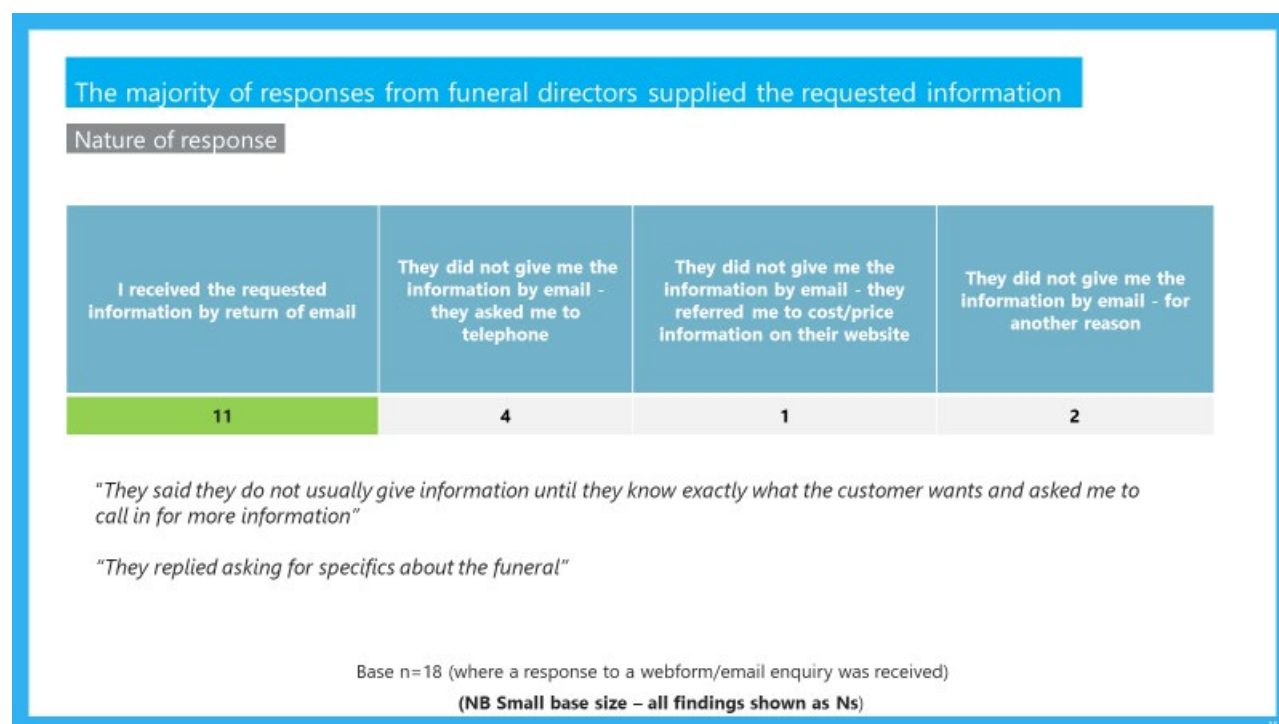 The majority of responses from funeral directors supplied the requested information
Nature of response
I received the requested
information by return of email
They did not give me the
information by email -
they asked me to
telephone
They did not give me the
information by email - they
referred me to cost/price
information on their website
They did not give me the
information by email - for
another reason
11
4
1
2
“They said they do not usually give information until they know exactly what the customer wants and asked me to
call in for more information”
“They replied asking for specifics about the funeral”
Base n=18 (where a response to a webform/email enquiry was received)
(NB Small base size – all findings shown as Ns)